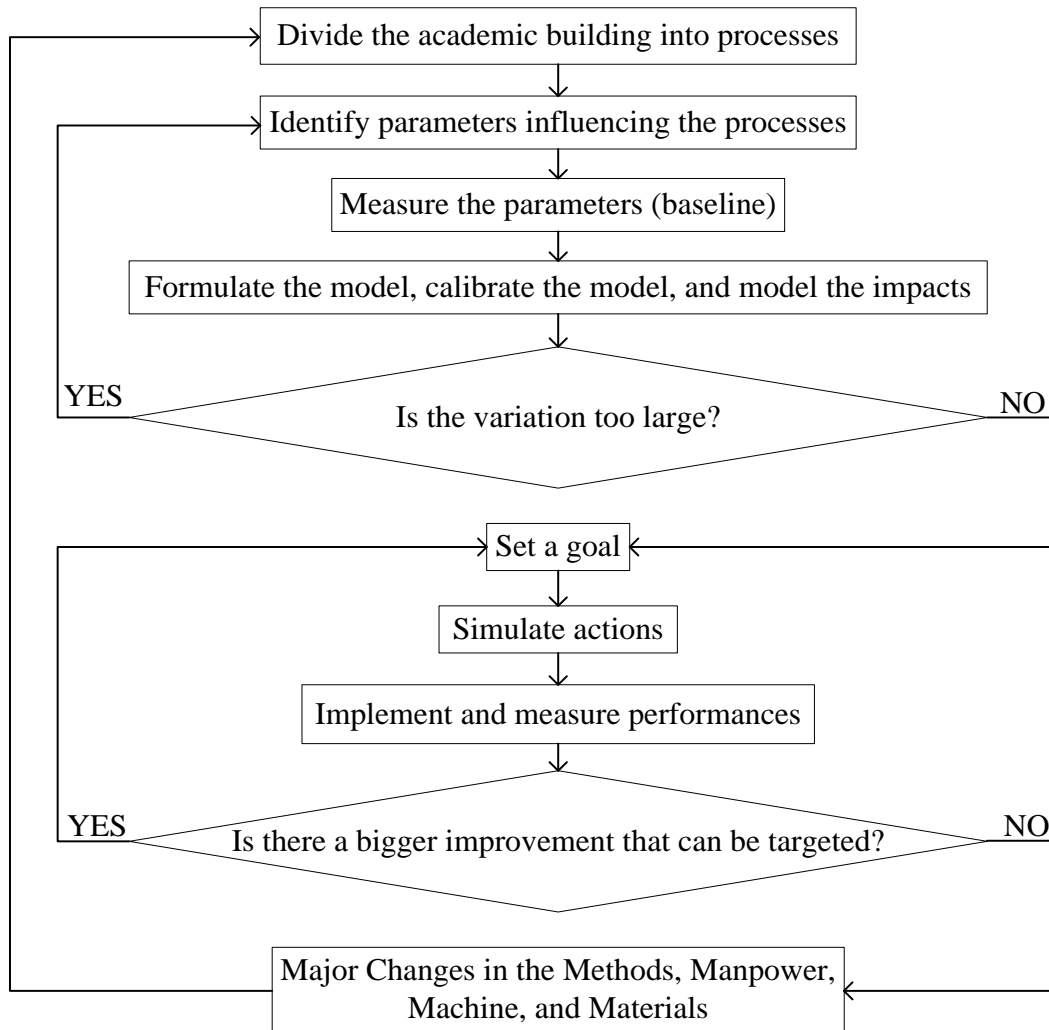 Divide the academic building into processes
Identify parameters influencing the processes
Measure the parameters (baseline)
Formulate the model, calibrate the model, and model the impacts
YES
Is the variation too large?
NO
Set a goal
Simulate actions
Implement and measure performances
YES
Is there a bigger improvement that can be targeted?
NO
Major Changes in the Methods, Manpower,
Machine, and Materials